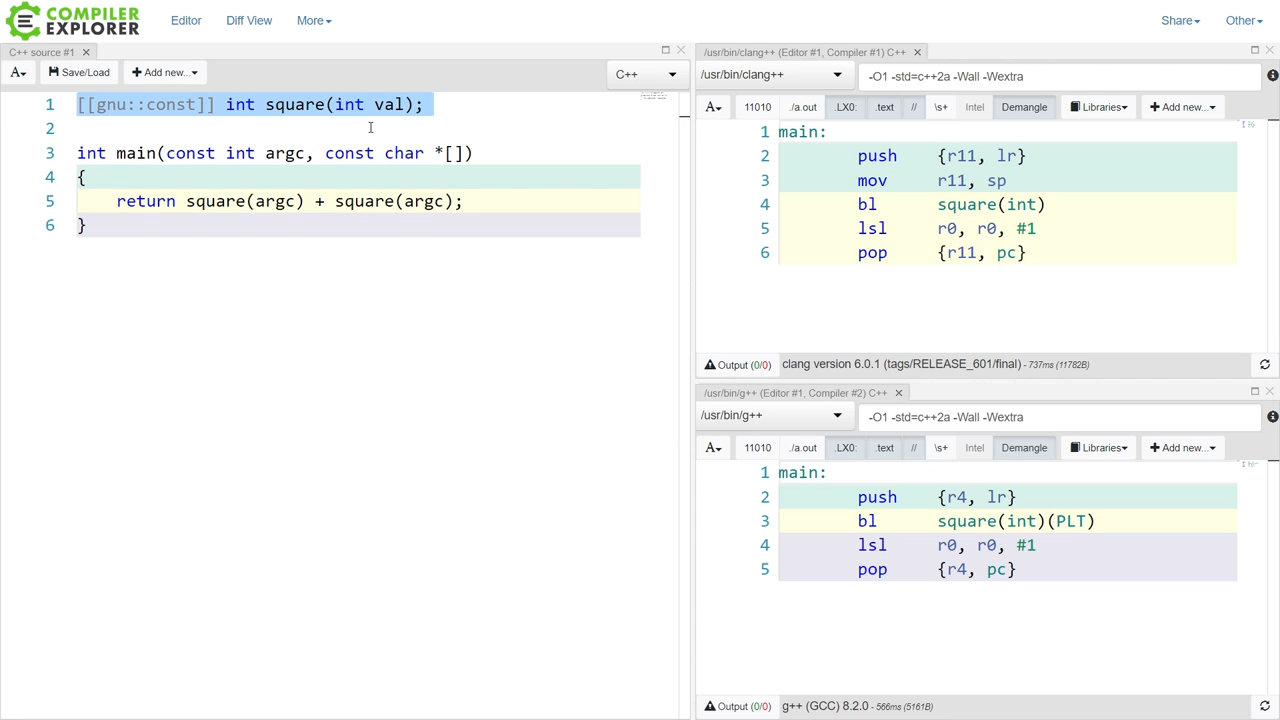 COMPILER
EXPLORER
Editor
Diff View
More
Share
Other
C++ source #1
A
Save/Load
+ Add new...
C++
1 [[gnu::const]] int square(int val);
2
3 int main(const int argc, const char *[])
4 {
5 return square(argc) + square(argc);
6 }
/usr/bin/clang++ (Editor #1, Compiler #1) C++
/usr/bin/clang++
-O1 -std=c++2a -Wall -Wextra
A 11010 ./a.out .LX0: .text // \s+ Intel Demangle Libraries + Add new...
1 main:
2 push {r11, lr}
3 mov r11, sp
4 bl square(int)
5 lsl r0, r0, #1
6 pop {r11, pc}
Output (0/0) clang version 6.0.1 (tags/RELEASE_601/final) - 737ms (11782B)
/usr/bin/g++ (Editor #1, Compiler #2) C++
/usr/bin/g++
-O1 -std=c++2a -Wall -Wextra
A 11010 ./a.out .LX0: .text // \s+ Intel Demangle Libraries + Add new...
1 main:
2 push {r4, lr}
3 bl square(int)(PLT)
4 lsl r0, r0, #1
5 pop {r4, pc}
Output (0/0) g++ (GCC) 8.2.0 - 566ms (5161B)